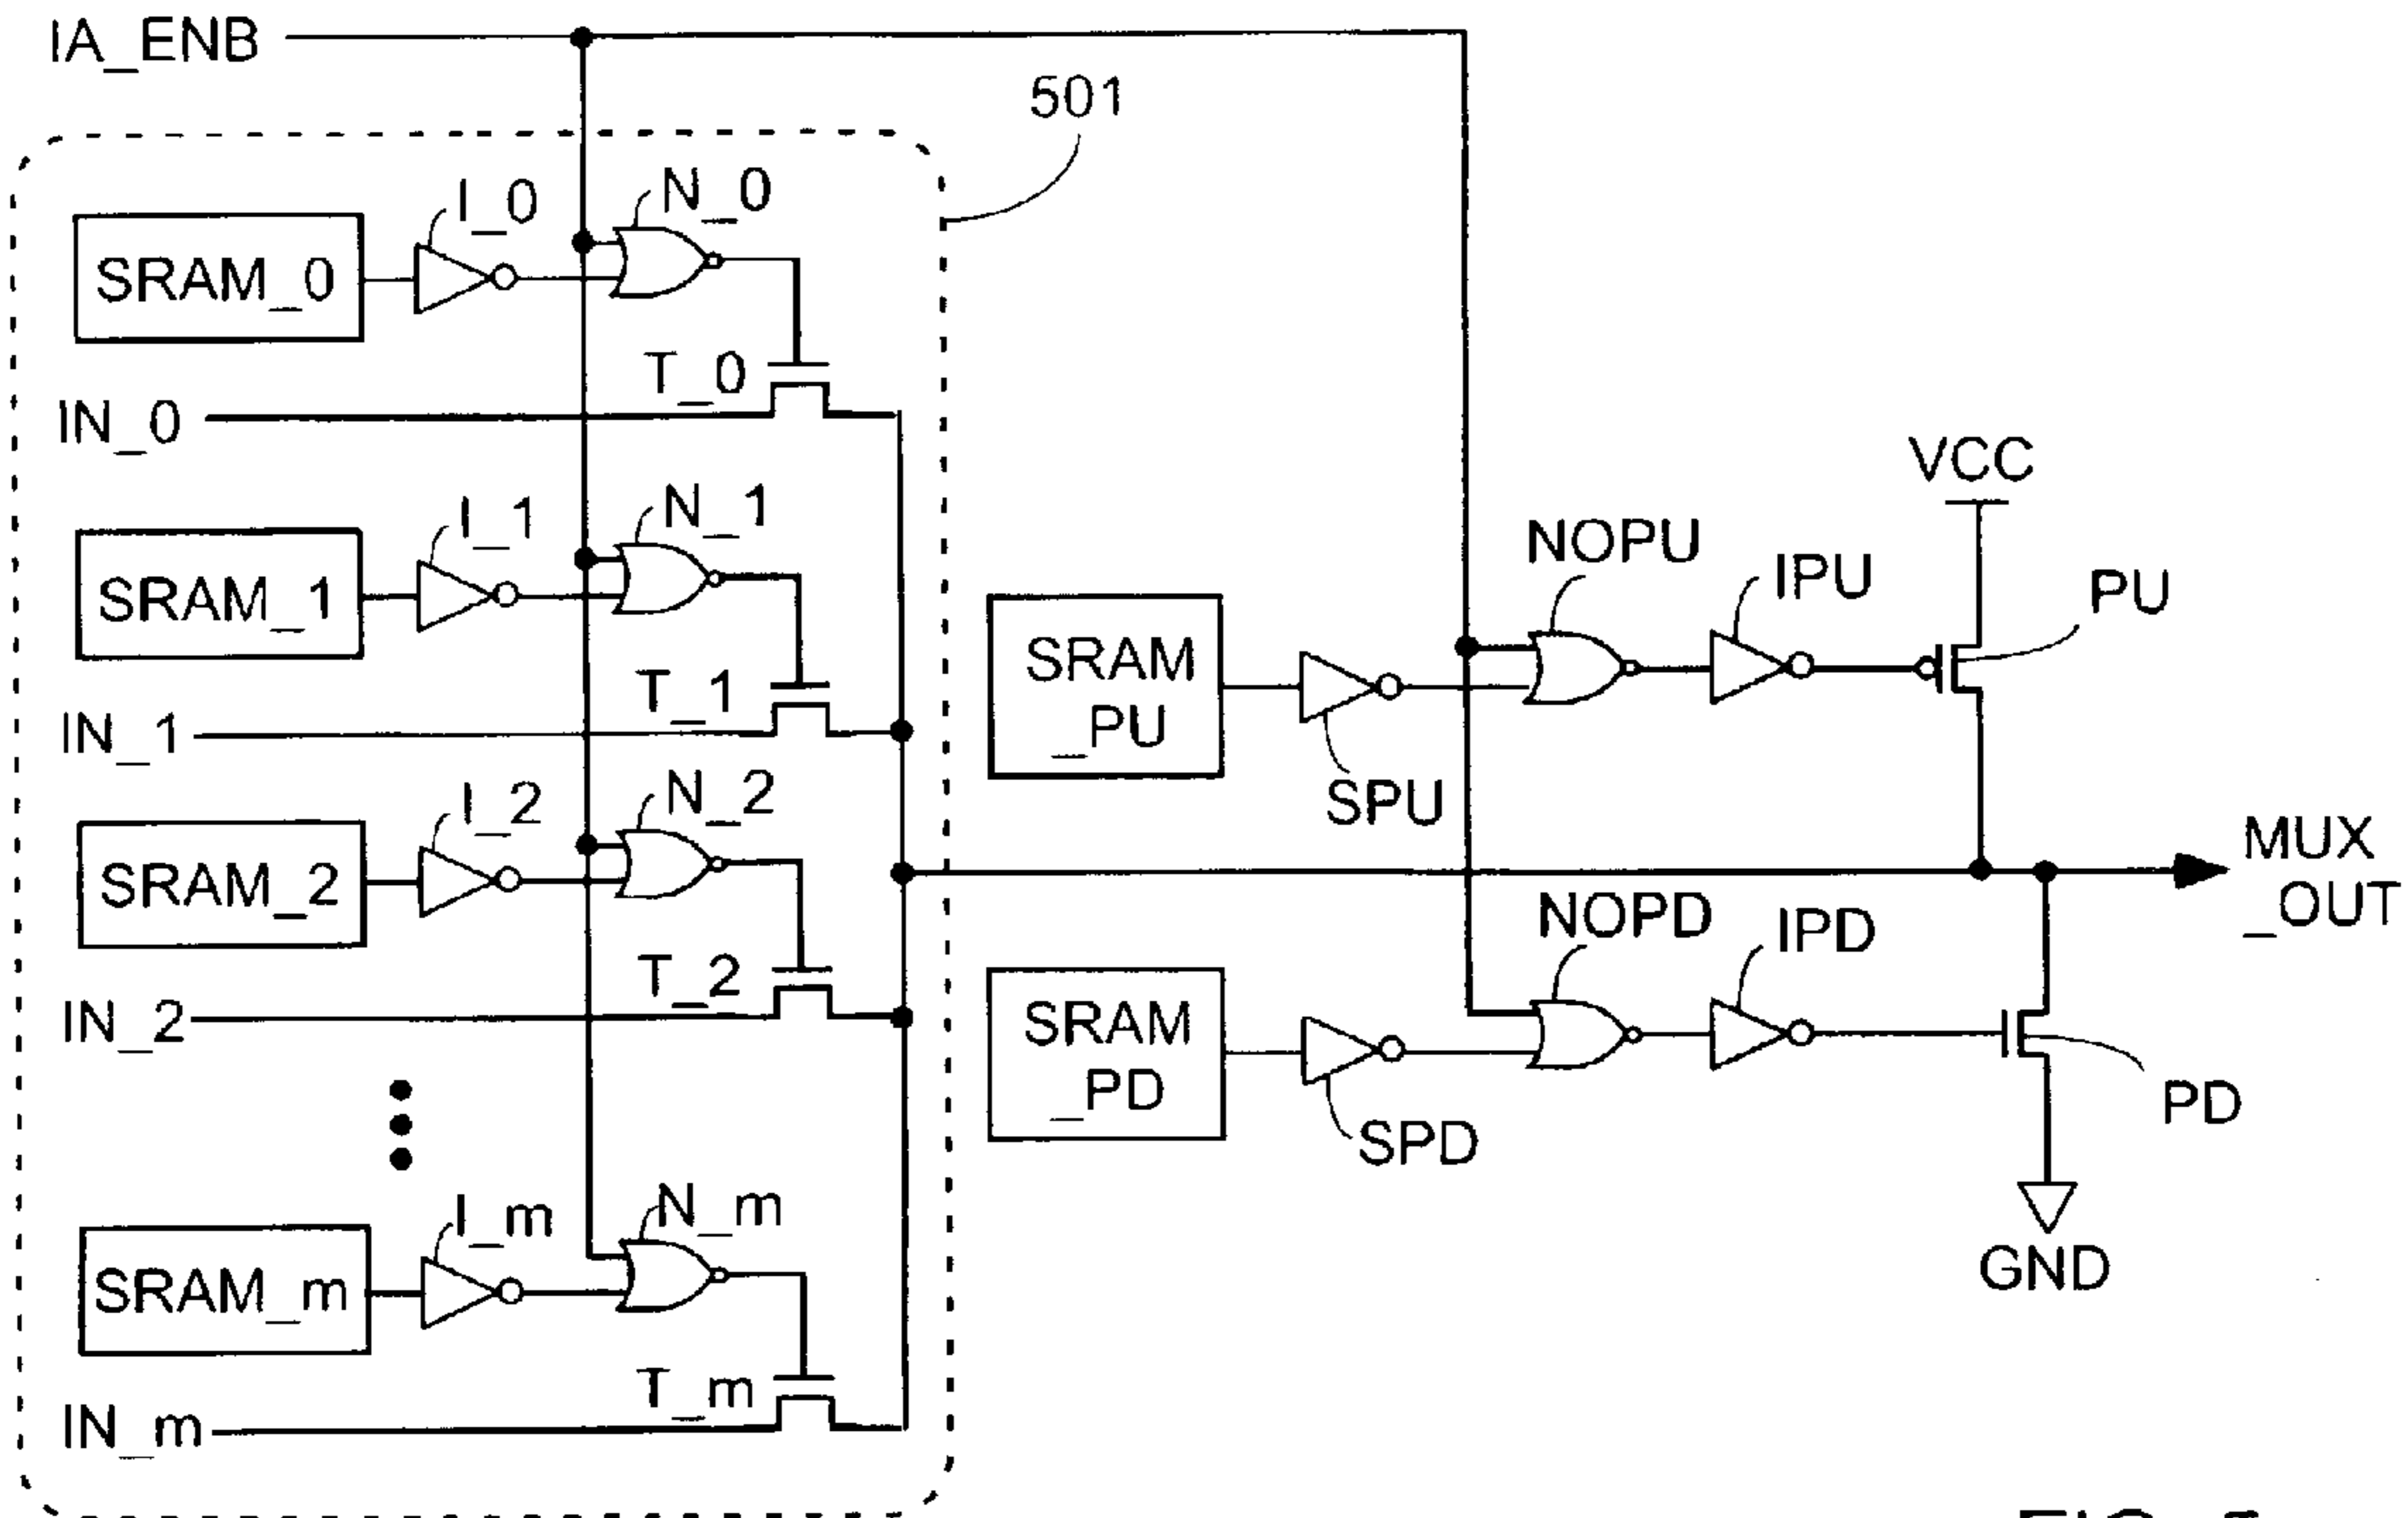 IA_ENB
501
I_0
N_0
SRAM_0
T_0
IN_0
I_1
N_1
SRAM_1
T_1
IN_1
I_2
N_2
SRAM_2
T_2
IN_2
I_m
N_m
SRAM_m
T_m
IN_m
SRAM
_PU
SPU
NOPU
IPU
VCC
PU
MUX
_OUT
SRAM
_PD
SPD
NOPD
IPD
PD
GND